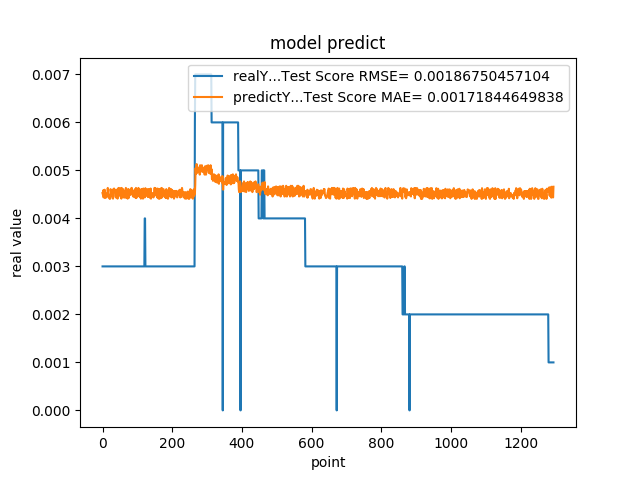 model predict
realY...Test Score RMSE= 0.00186750457104
predictY...Test Score MAE= 0.00171844649838
real value
0.007
0.006
0.005
0.004
0.003
0.002
0.001
0.000
0 200 400 600 800 1000 1200
point